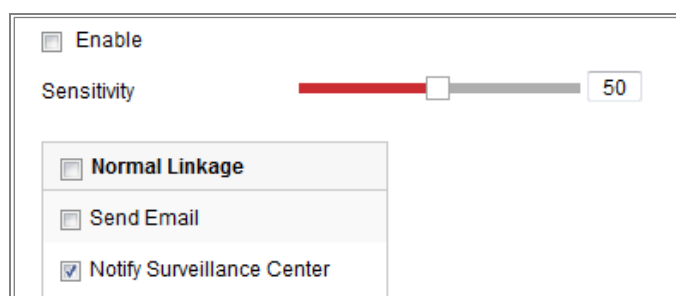 Enable
Sensitivity 50
Normal Linkage
Send Email
Notify Surveillance Center